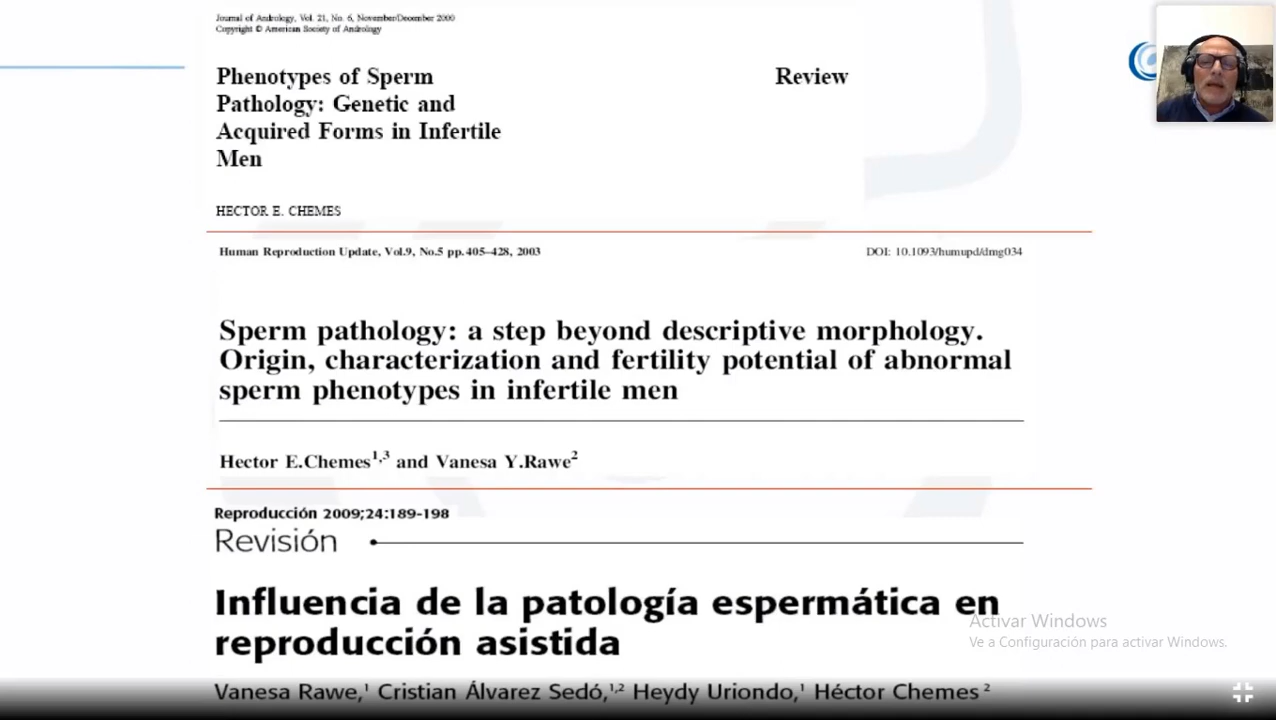 Journal of Andrology, Vol. 21, No. 6, November/December 2000
Copyright © American Society of Andrology
Phenotypes of Sperm
Pathology: Genetic and
Acquired Forms in Infertile
Men
Review
HECTOR E. CHEMES
Human Reproduction Update, Vol.9, No.5 pp.405–428, 2003
DOI: 10.1093/humupd/dmg034
Sperm pathology: a step beyond descriptive morphology.
Origin, characterization and fertility potential of abnormal
sperm phenotypes in infertile men
Hector E.Chemes1,3 and Vanesa Y.Rawe2
Reproducción 2009;24:189-198
Revisión
Influencia de la patología espermática en
reproducción asistida
Vanesa Rawe,1 Cristian Álvarez Sedó,1,2 Heydy Uriondo,1 Héctor Chemes 2
Activar Windows
Ve a Configuración para activar Windows.